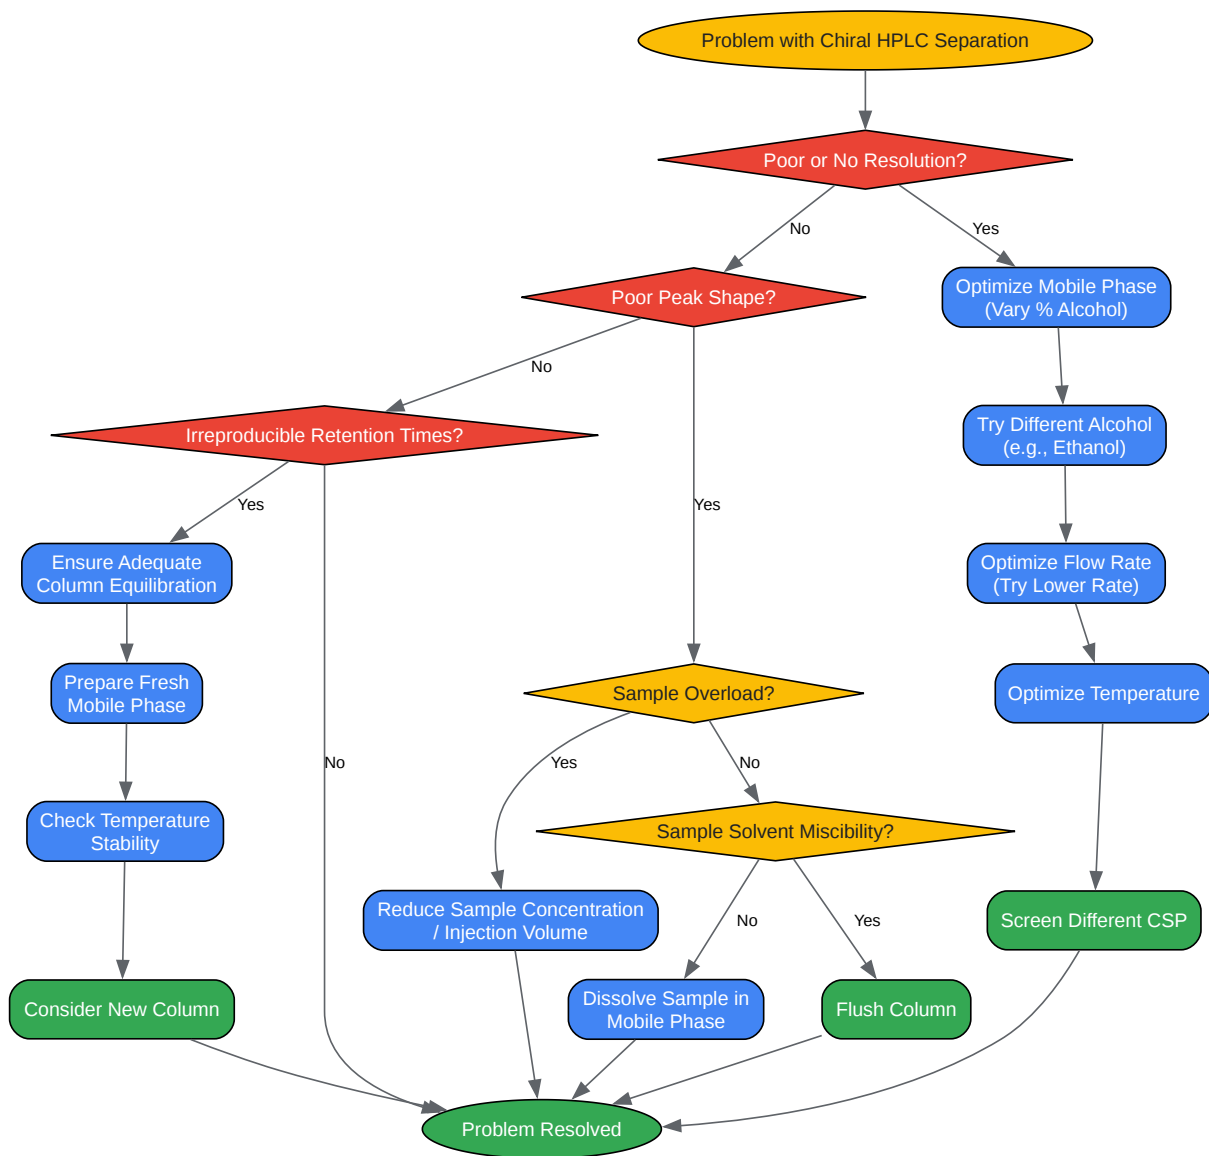 Problem with Chiral HPLC Separation
Poor or No Resolution?
No
Yes
Poor Peak Shape?
Optimize Mobile Phase
(Vary % Alcohol)
No
Yes
Irreproducible Retention Times?
Try Different Alcohol
(e.g., Ethanol)
Yes
No
Ensure Adequate
Column Equilibration
Optimize Flow Rate
(Try Lower Rate)
Prepare Fresh
Mobile Phase
Sample Overload?
Optimize Temperature
Yes
No
Check Temperature
Stability
Sample Solvent Miscibility?
Reduce Sample Concentration
/ Injection Volume
No
Yes
Screen Different CSP
Consider New Column
Dissolve Sample in
Mobile Phase
Flush Column
Problem Resolved